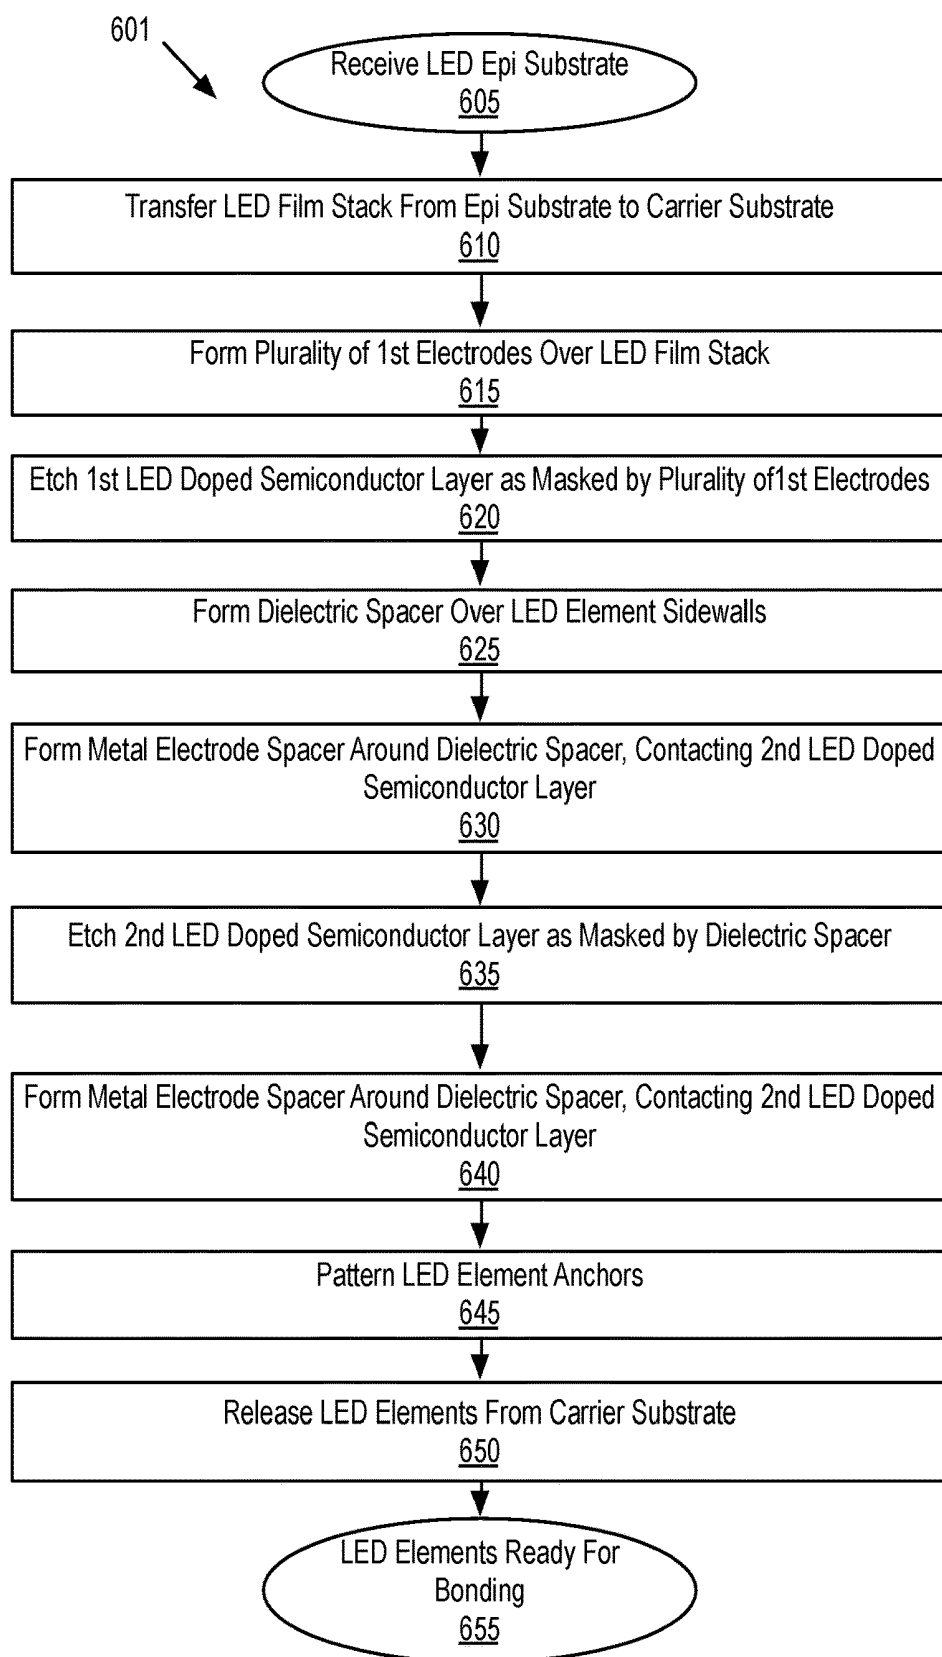 601
Receive LED Epi Substrate
605
Transfer LED Film Stack From Epi Substrate to Carrier Substrate
610
Form Plurality of 1st Electrodes Over LED Film Stack
615
Etch 1st LED Doped Semiconductor Layer as Masked by Plurality of1st Electrodes
620
Form Dielectric Spacer Over LED Element Sidewalls
625
Form Metal Electrode Spacer Around Dielectric Spacer, Contacting 2nd LED Doped
Semiconductor Layer
630
Etch 2nd LED Doped Semiconductor Layer as Masked by Dielectric Spacer
635
Form Metal Electrode Spacer Around Dielectric Spacer, Contacting 2nd LED Doped
Semiconductor Layer
640
Pattern LED Element Anchors
645
Release LED Elements From Carrier Substrate
650
LED Elements Ready For
Bonding
655